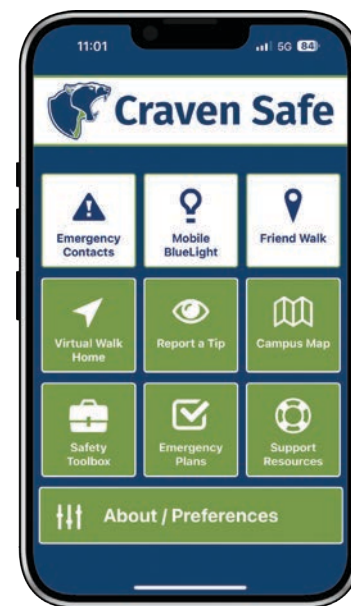 11:01
5G 84
Craven Safe
Emergency
Contacts
Mobile
BlueLight
Friend Walk
Virtual Walk
Home
Report a Tip
Campus Map
Safety
Toolbox
Emergency
Plans
Support
Resources
About / Preferences